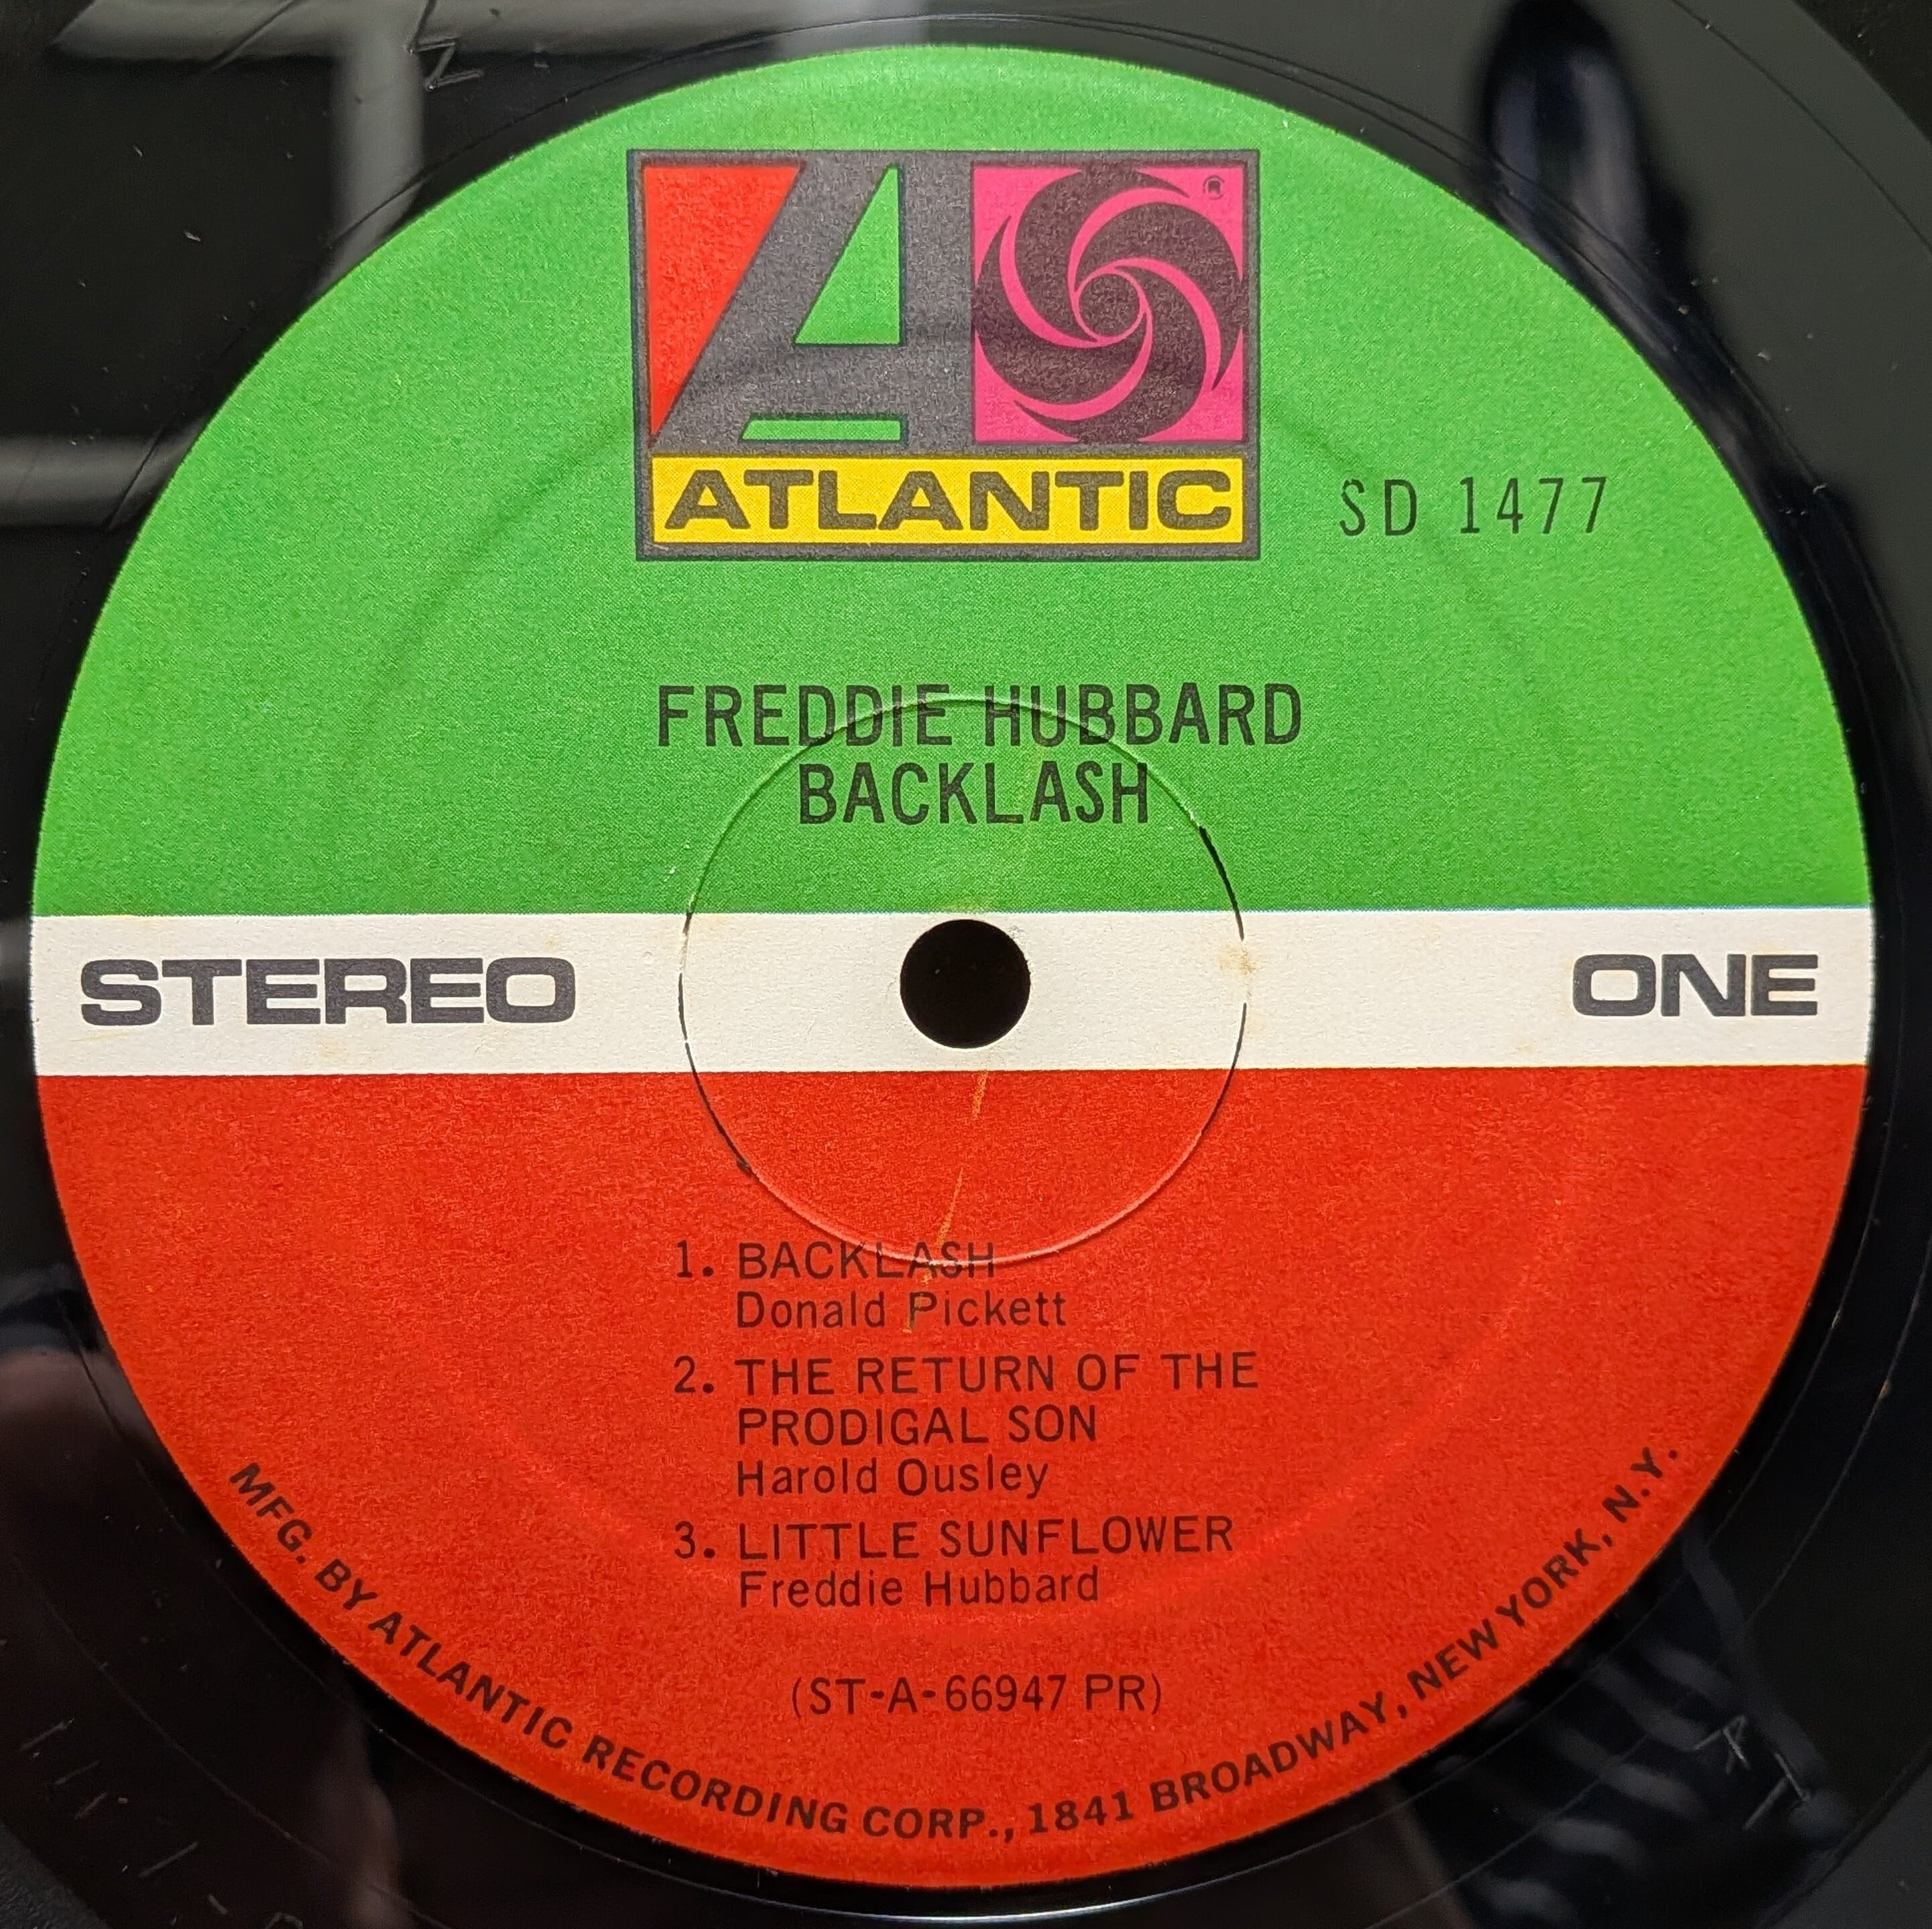 ATLANTIC
SD 1477
FREDDIE HUBBARD
BACKLASH
STEREO
ONE
1. BACKLASH
Donald Pickett
2. THE RETURN OF THE
PRODIGAL SON
Harold Ousley
3. LITTLE SUNFLOWER
Freddie Hubbard
(ST-A-66947 PR)
MFG. BY ATLANTIC RECORDING CORP., 1841 BROADWAY, NEW YORK, N.Y.